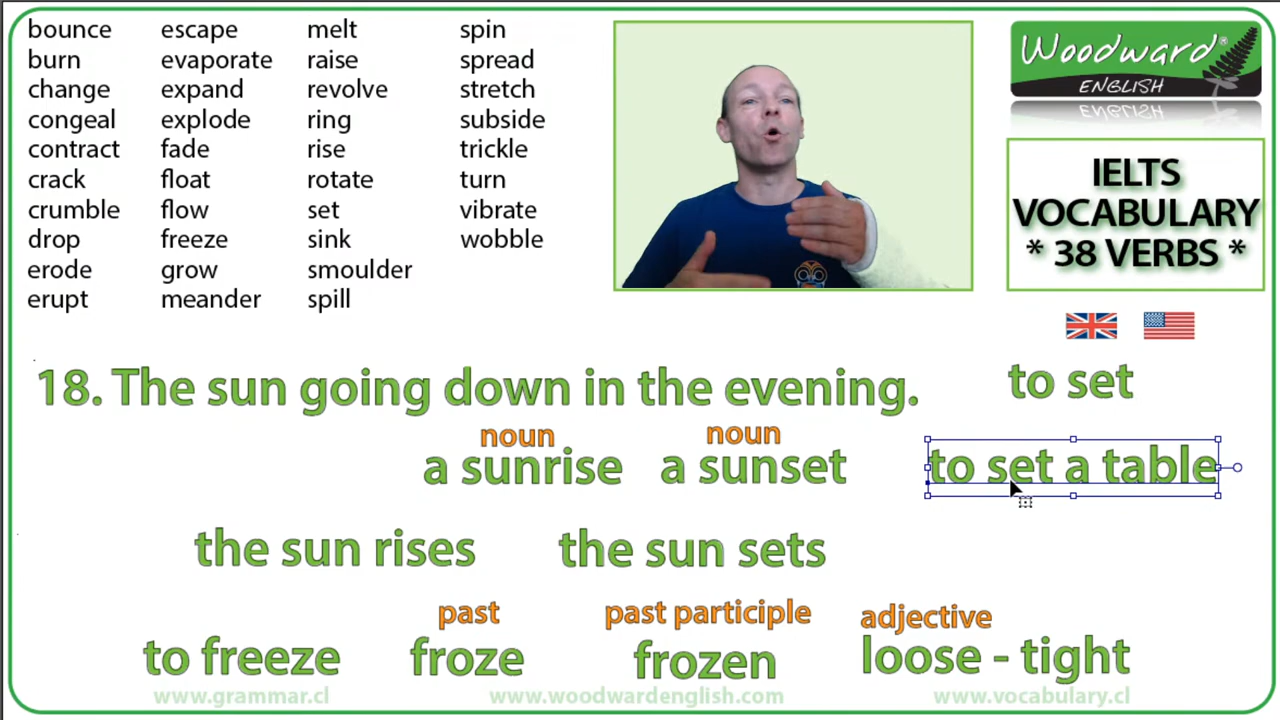 bounce escape melt spin
burn evaporate raise spread
change expand revolve stretch
congeal explode ring subside
contract fade rise trickle
crack float rotate turn
crumble flow set vibrate
drop freeze sink wobble
erode grow smoulder
erupt meander spill
Woodward®
ENGLISH
IELTS
VOCABULARY
* 38 VERBS *
18. The sun going down in the evening. to set
noun noun
a sunrise a sunset to set a table
the sun rises the sun sets
past past participle adjective
to freeze froze frozen loose - tight
www.grammar.cl www.woodwardenglish.com www.vocabulary.cl